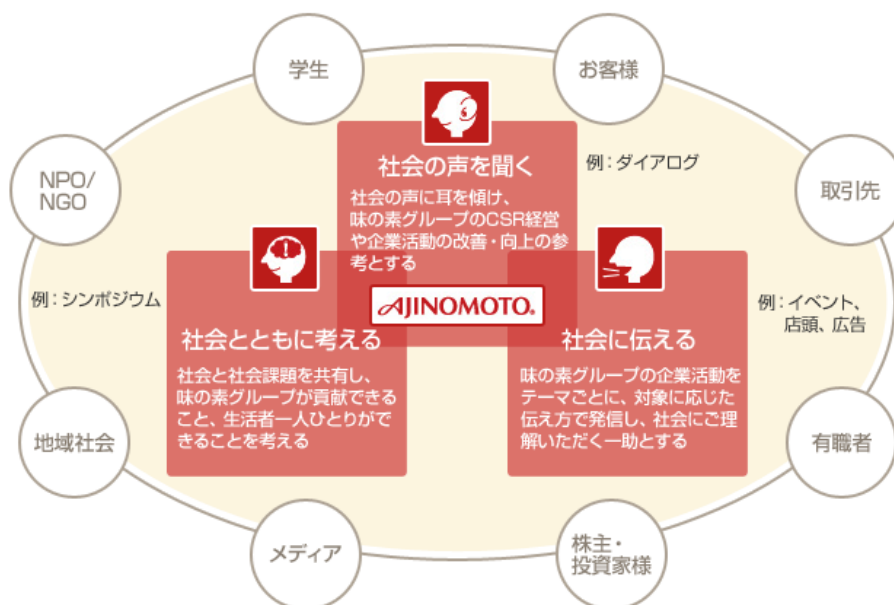 学生
お客様
NPO/
NGO
取引先
社会の声を聞く
社会の声に耳を傾け、
味の素グループのCSR経営
や企業活動の改善・向上の参
考とする
例：ダイアログ
例：シンポジウム
例：イベント、
店頭、広告
AJINOMOTO®
社会とともに考える
社会と社会課題を共有し、
味の素グループが貢献できる
こと、生活者一人ひとりがで
きることを考える
社会に伝える
味の素グループの企業活動を
テーマごとに、対象に応じた
伝え方で発信し、社会にご理
解いただく一助とする
地域社会
有職者
メディア
株主・
投資家様